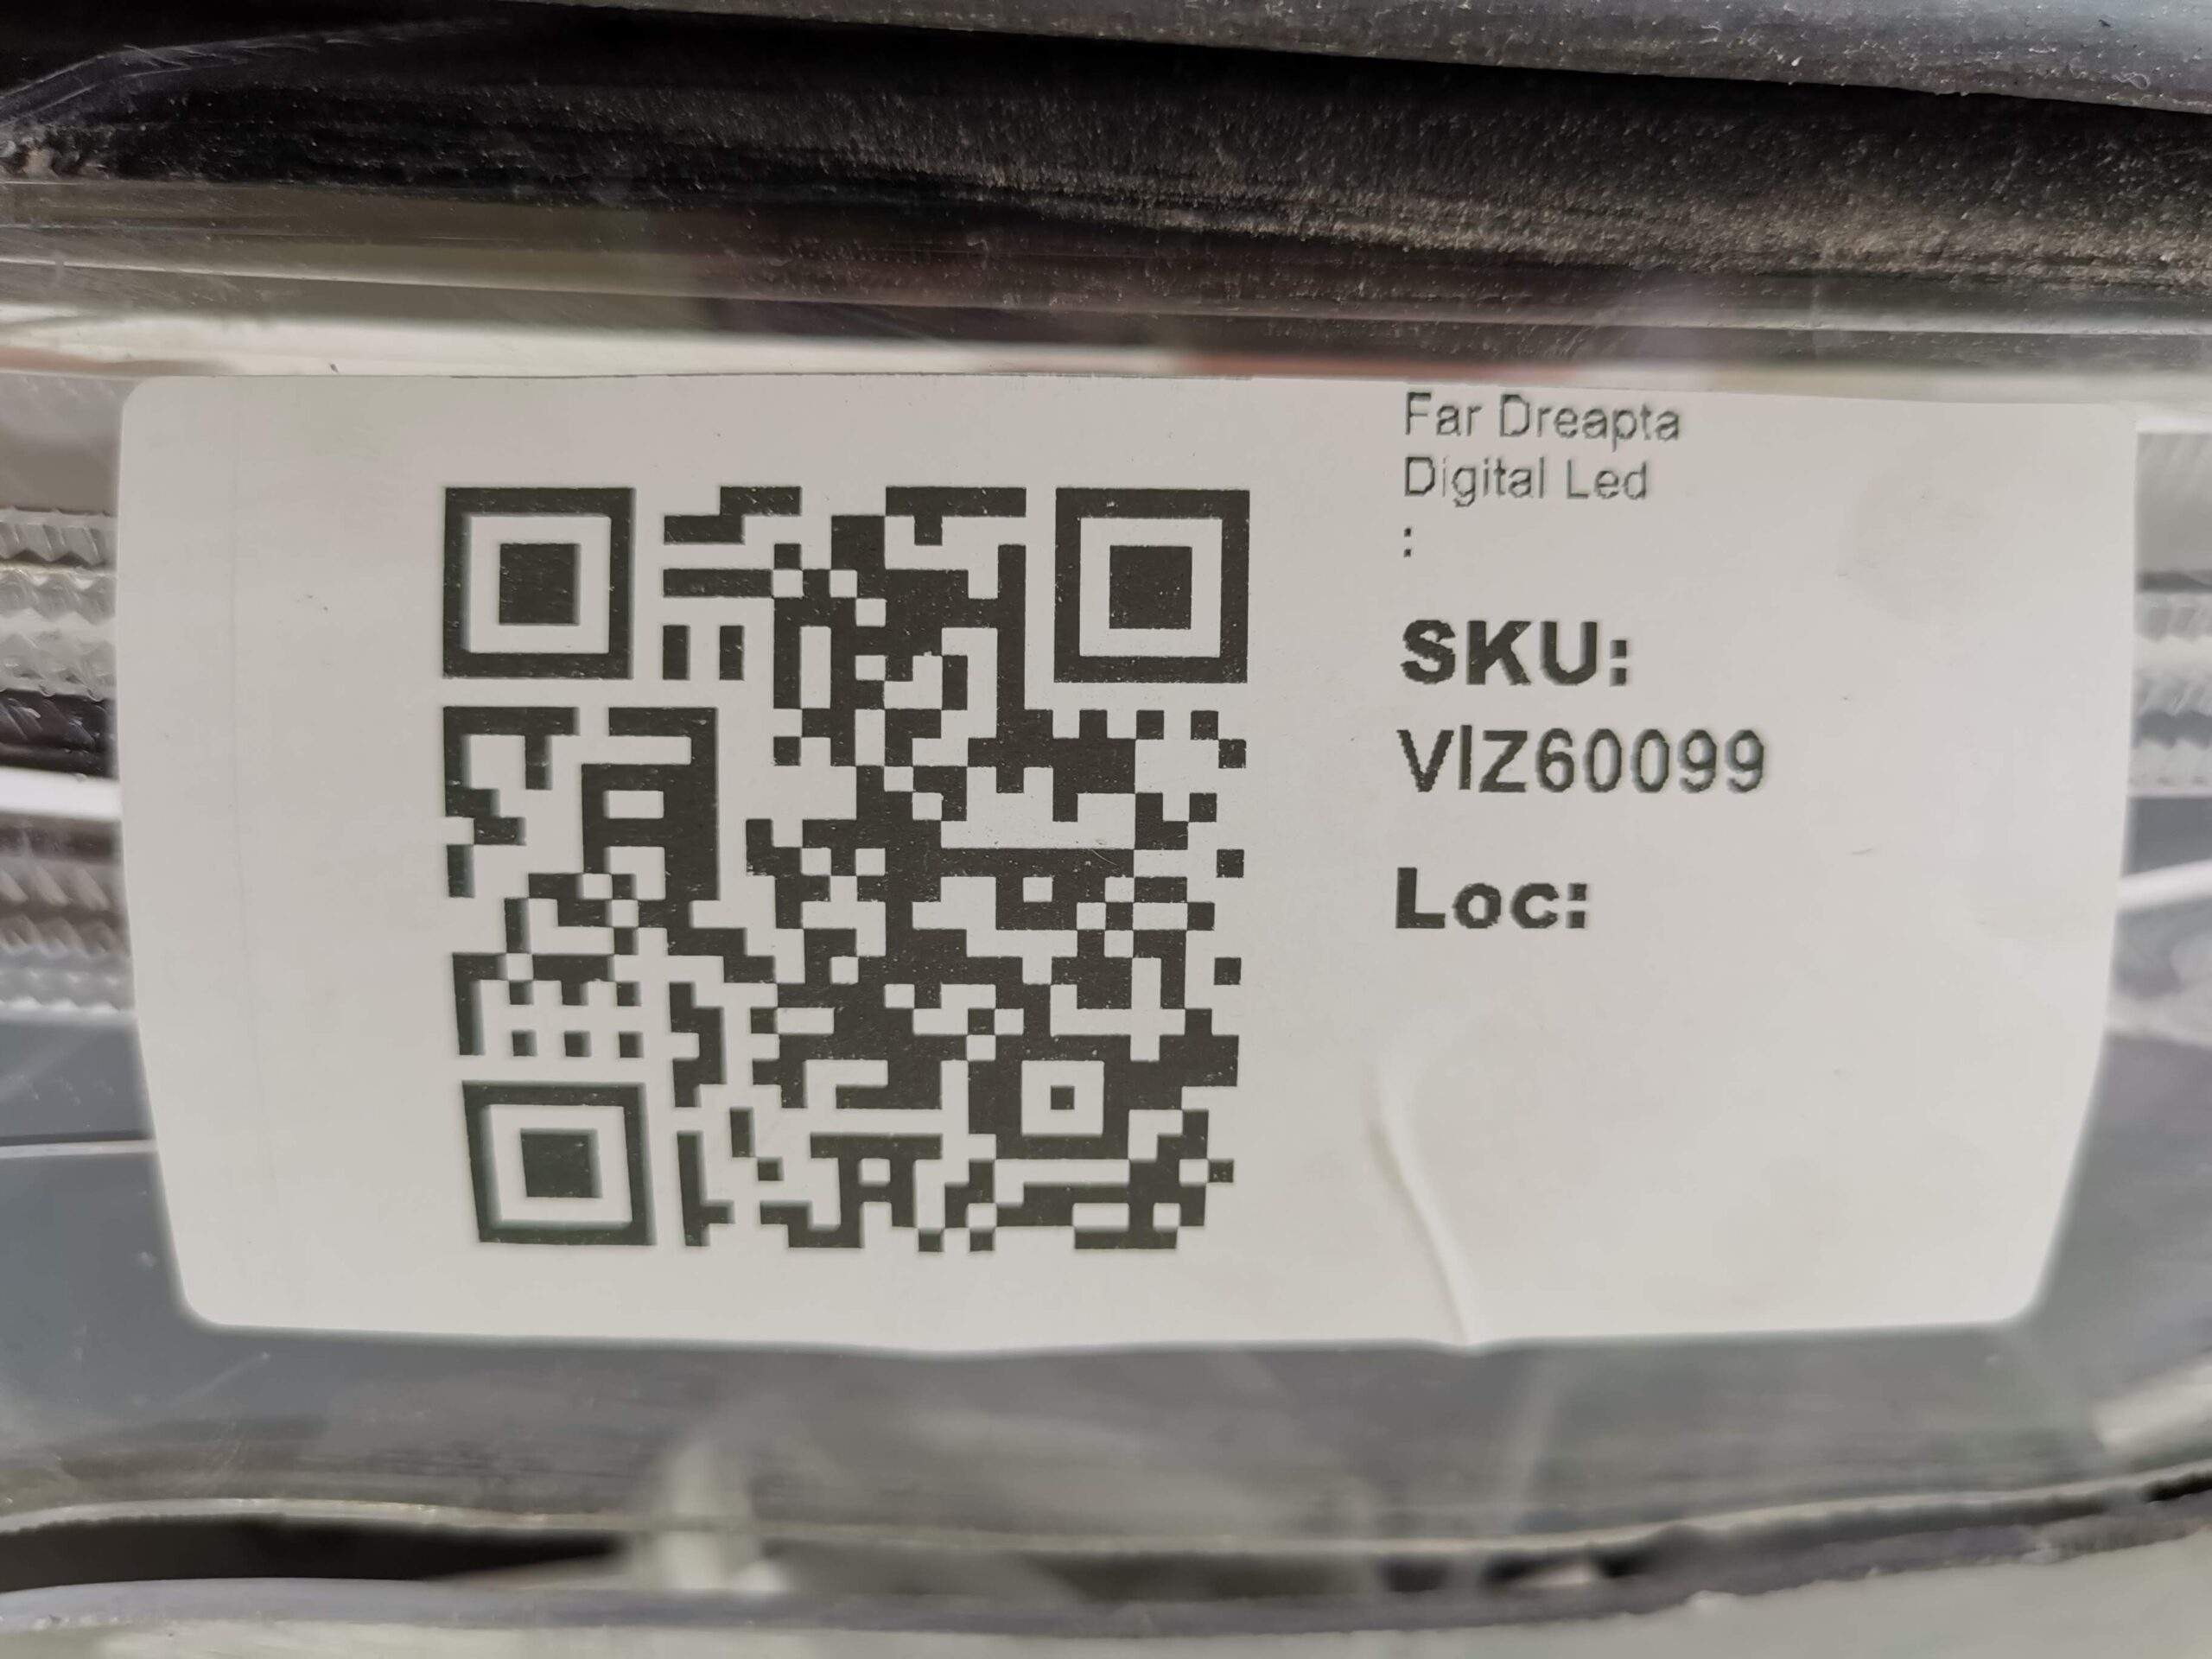 Far Dreapta
Digital Led
:
SKU:
VIZ60099
Loc: